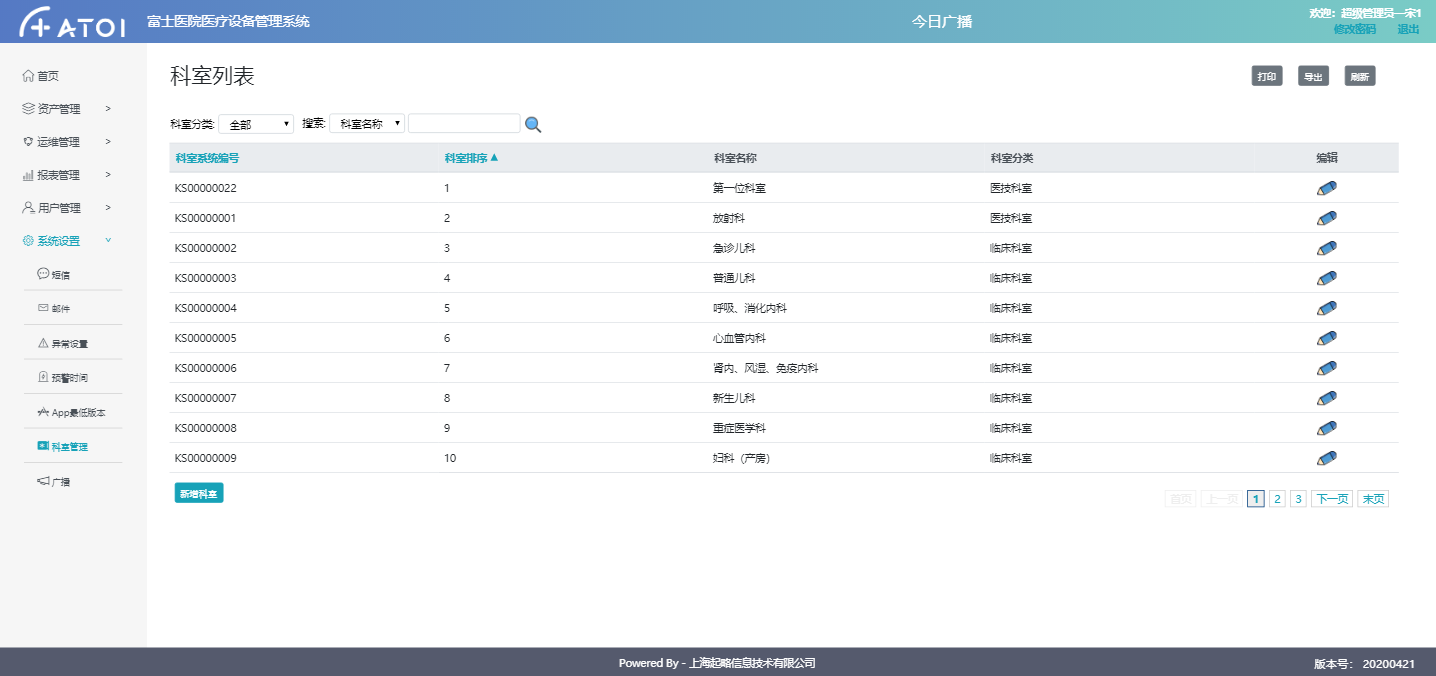 ATOI 富士医院医疗设备管理系统 今日广播 欢迎：超级管理员—宋1
修改密码 退出
首页
资产管理 >
运维管理 >
报表管理 >
用户管理 >
系统设置
短信
邮件
异常设置
预警时间
App最低版本
科室管理
广播
科室列表
打印 导出 刷新
科室分类: 全部 搜索: 科室名称
科室系统编号 科室排序▲ 科室名称 科室分类 编辑
KS00000022 1 第一位科室 医技科室
KS00000001 2 放射科 医技科室
KS00000002 3 急诊儿科 临床科室
KS00000003 4 普通儿科 临床科室
KS00000004 5 呼吸、消化内科 临床科室
KS00000005 6 心血管内科 临床科室
KS00000006 7 肾内、风湿、免疫内科 临床科室
KS00000007 8 新生儿科 临床科室
KS00000008 9 重症医学科 临床科室
KS00000009 10 妇科（产房） 临床科室
新增科室
首页 上一页 1 2 3 下一页 末页
Powered By - 上海起略信息技术有限公司
版本号： 20200421